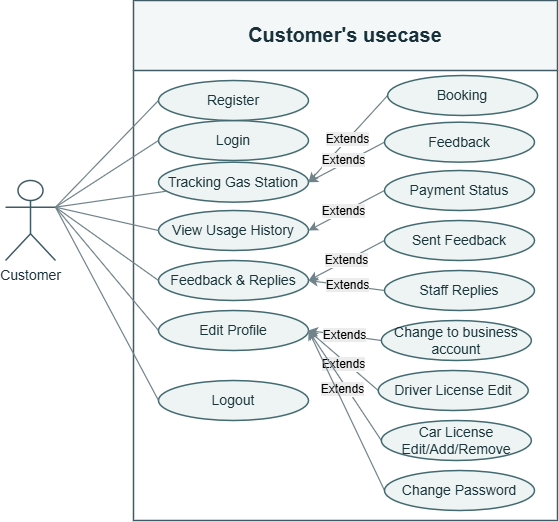 Customer's usecase
Register
Booking
Login
Extends
Feedback
Extends
Tracking Gas Station
Payment Status
Extends
View Usage History
Sent Feedback
Extends
Feedback & Replies
Extends
Staff Replies
Customer
Edit Profile
Extends
Change to business
account
Extends
Extends
Driver License Edit
Logout
Car License
Edit/Add/Remove
Change Password